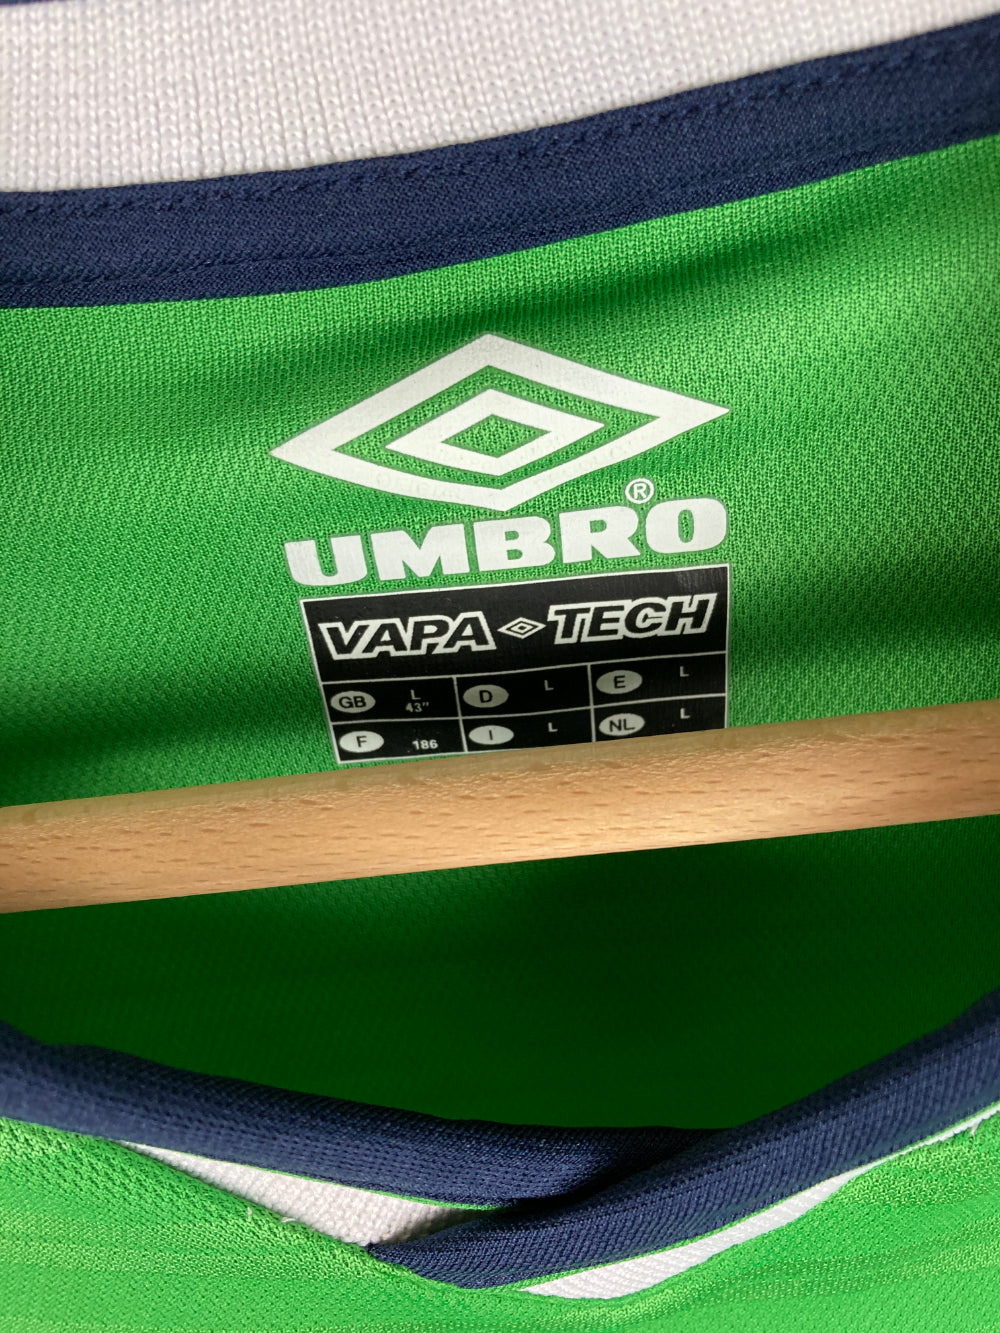 ®
UMBRO
VAPA TECH
GB L 43" D L E L
F 186 I L NL L